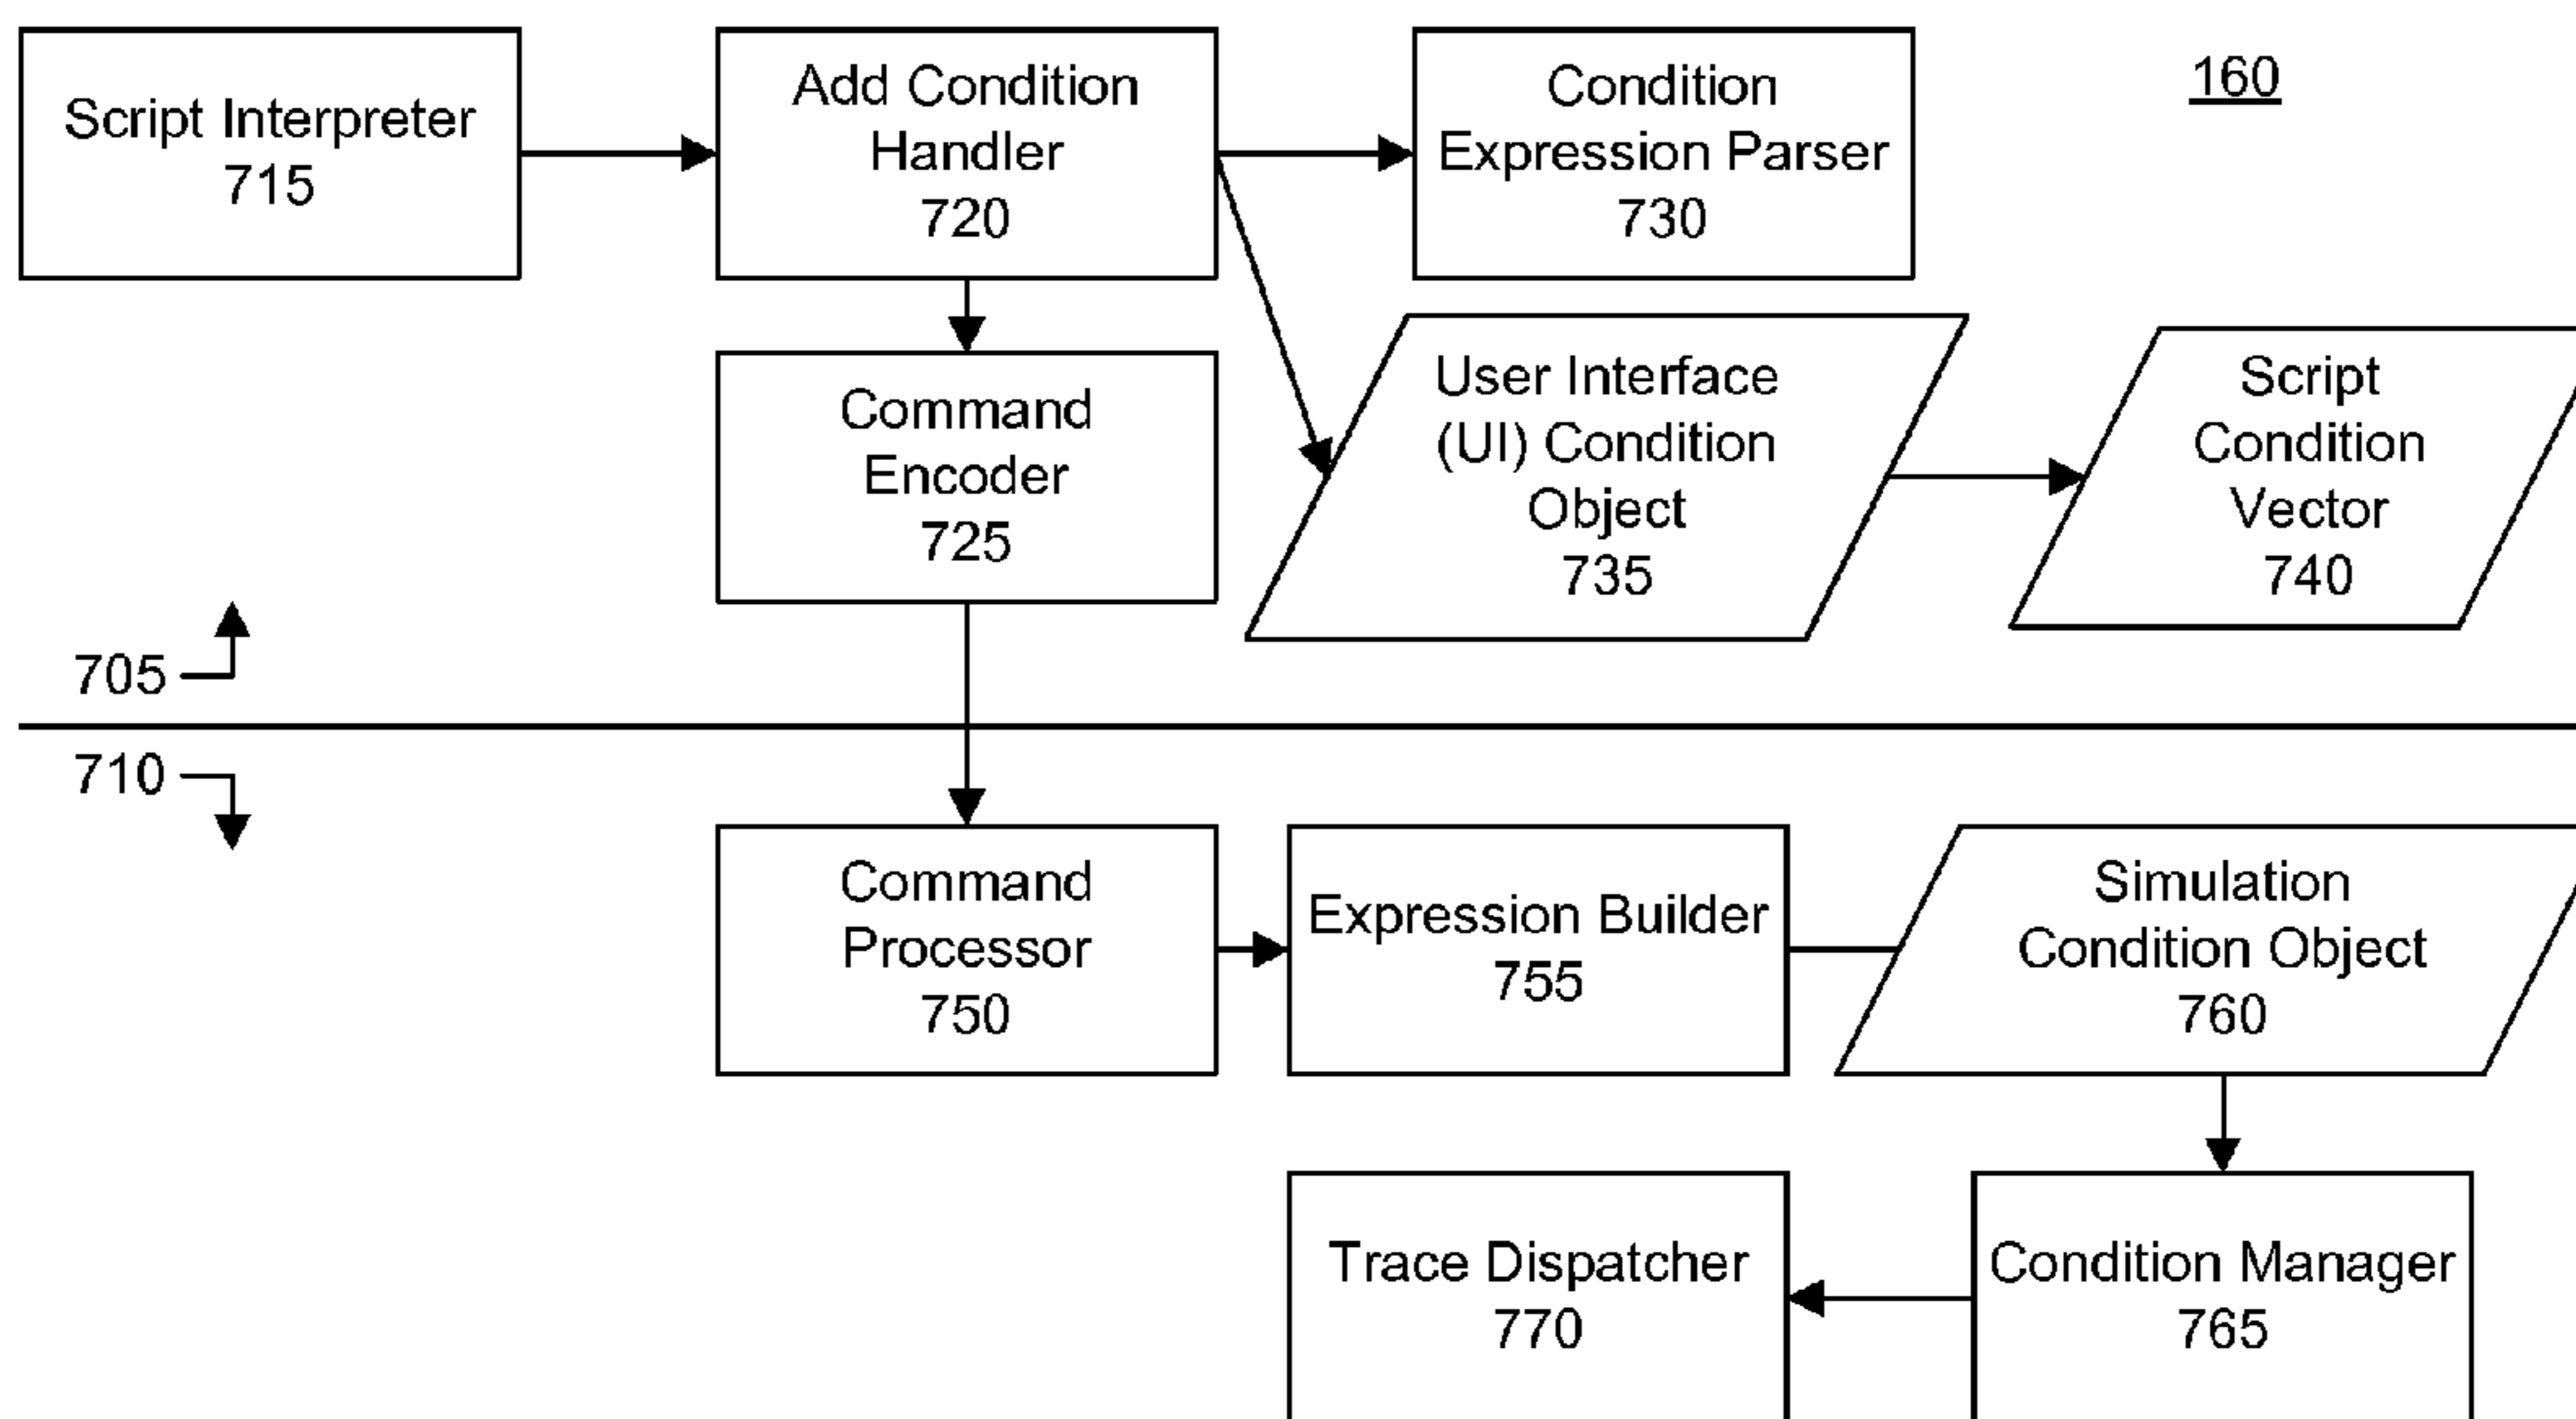 Script Interpreter
715
Add Condition
Handler
720
Condition
Expression Parser
730
160
Command
Encoder
725
User Interface
(UI) Condition
Object
735
Script
Condition
Vector
740
705
710
Command
Processor
750
Expression Builder
755
Simulation
Condition Object
760
Trace Dispatcher
770
Condition Manager
765